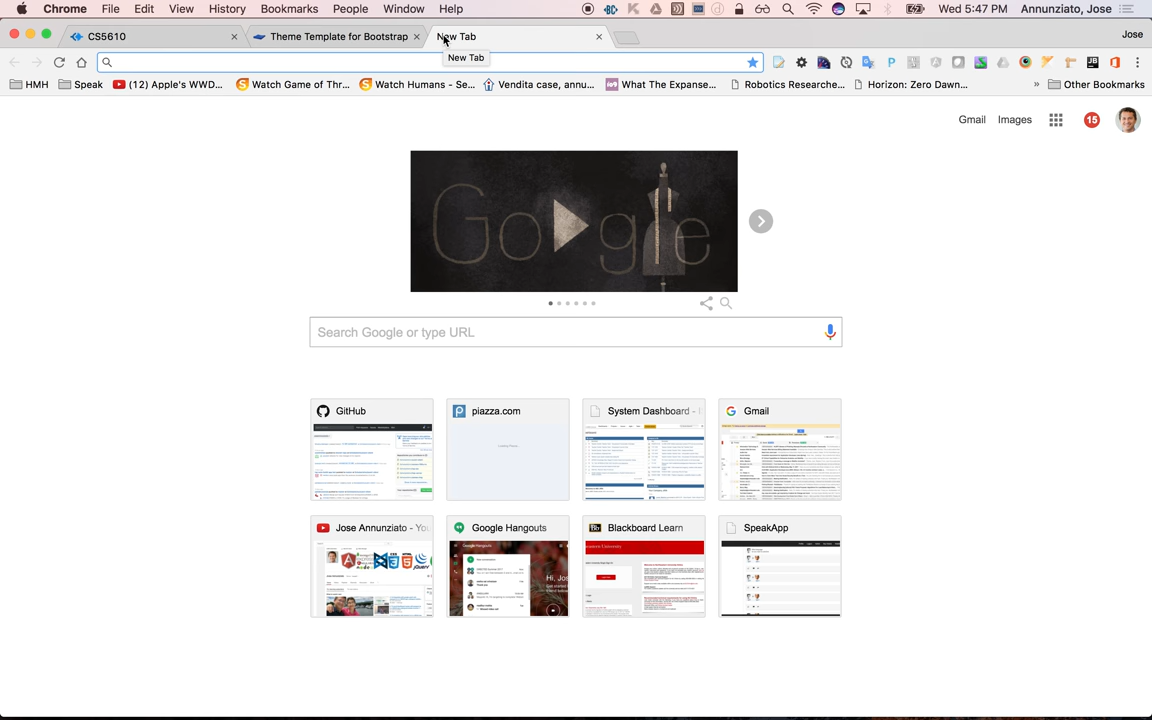 Chrome File Edit View History Bookmarks People Window Help Wed 5:47 PM Annunziato, Jose
CS5610 Theme Template for Bootstrap New Tab Jose
New Tab
HMH Speak (12) Apple's WWD... Watch Game of Thr... Watch Humans - Se... Vendita case, annu... What The Expanse... Robotics Researche... Horizon: Zero Dawn... » Other Bookmarks
Gmail Images 15
Google
Search Google or type URL
GitHub piazza.com System Dashboard - Gmail
Jose Annunziato - Yo Google Hangouts Blackboard Learn SpeakApp